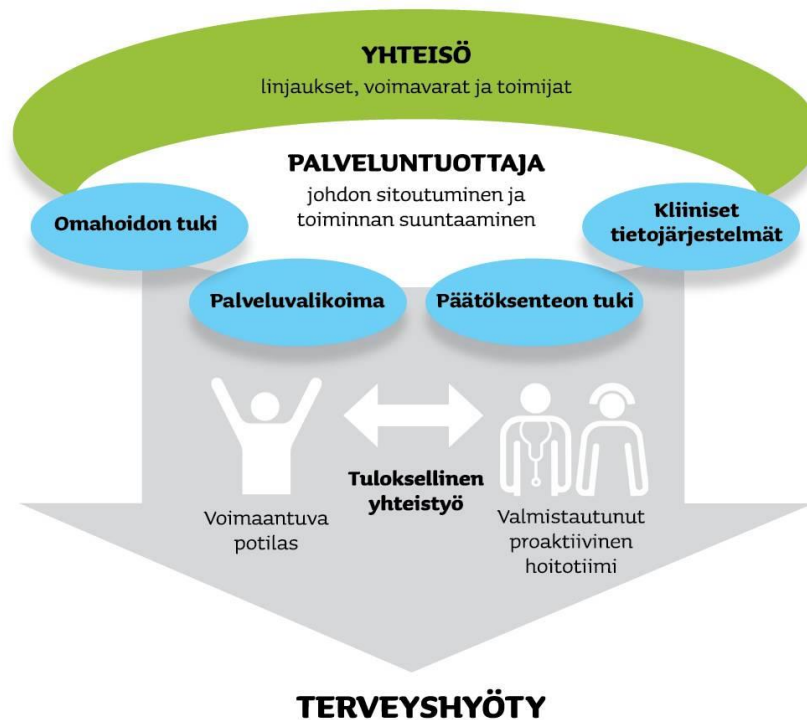 YHTEISÖ
linjaukset, voimavarat ja toimijat
PALVELUNTUOTTAJA
johdon sitoutuminen ja
toiminnan suuntaaminen
Omahoidon tuki
Kliiniset
tietojärjestelmät
Palveluvalikoima
Päätöksenteon tuki
Tuloksellinen
yhteistyö
Voimaantuva
potilas
Valmistautunut
proaktiivinen
hoitotiimi
TERVEYSHYÖTY